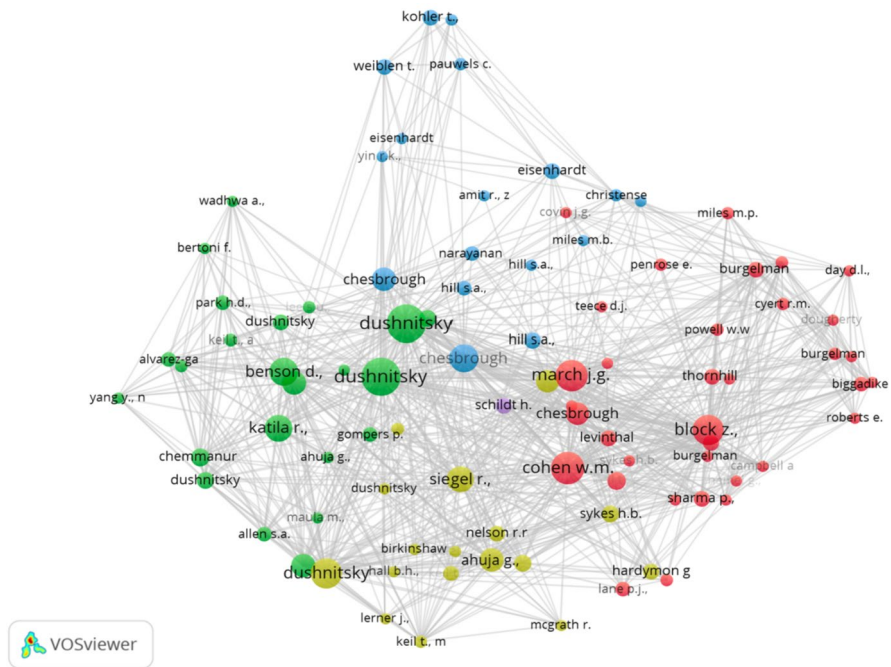 kohler t.,
weiblen t.
pauwels c.
eisenhardt
yin r.k.,
eisenhardt
wadhwa a.,
amit r., z
christense
covin j.g.
miles m.p.
bertoni f.
miles m.b.
narayanan
hill s.a.,
penrose e.
burgelman
day d.l.,
chesbrough
hill s.a.,
park h.d.,
teece d.j.
cyert r.m.
dushnitsky
dushnitsky
dougherty
powell w.w
keil t., a
hill s.a.,
alvarez-ga
chesbrough
burgelman
benson d.,
dushnitsky
march j.g.
thornhill
biggadike
yang y., n
schildt h.
chesbrough
roberts e.
katila r.,
gompers p.
levinthal
block z.,
chemmanur
ahuja g.,
sykes h.b.
burgelman
cohen w.m.
campbell a
dushnitsky
siegel r.,
dushnitsky
sharma p.,
maula m.,
sykes h.b.
allen s.a.
nelson r.r
birkinshaw
ahuja g.,
dushnitsky
hall b.h.,
hardymon g
lane p.j.,
lerner j.,
mcgrath r.
keil t., m
VOSviewer